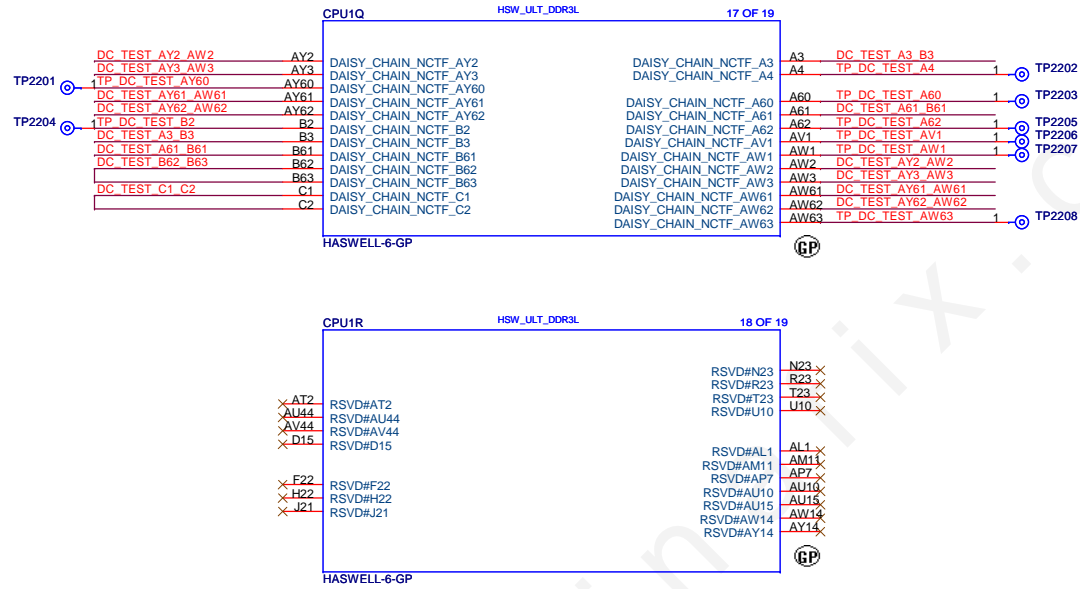 CPU1Q HSW_ULT_DDR3L 17 OF 19
DC_TEST_AY2_AW2 AY2 DAISY_CHAIN_NCTF_AY2 DAISY_CHAIN_NCTF_A3 A3 DC_TEST_A3_B3
DC_TEST_AY3_AW3 AY3 DAISY_CHAIN_NCTF_AY3 DAISY_CHAIN_NCTF_A4 A4 TP_DC_TEST_A4 1 TP2202
TP2201 1 TP_DC_TEST_AY60 AY60 DAISY_CHAIN_NCTF_AY60
DC_TEST_AY61_AW61 AY61 DAISY_CHAIN_NCTF_AY61 DAISY_CHAIN_NCTF_A60 A60 TP_DC_TEST_A60 1 TP2203
DC_TEST_AY62_AW62 AY62 DAISY_CHAIN_NCTF_AY62 DAISY_CHAIN_NCTF_A61 A61 DC_TEST_A61_B61
TP2204 1 TP_DC_TEST_B2 B2 DAISY_CHAIN_NCTF_B2 DAISY_CHAIN_NCTF_A62 A62 TP_DC_TEST_A62 1 TP2205
DC_TEST_A3_B3 B3 DAISY_CHAIN_NCTF_B3 DAISY_CHAIN_NCTF_AV1 AV1 TP_DC_TEST_AV1 1 TP2206
DC_TEST_A61_B61 B61 DAISY_CHAIN_NCTF_B61 DAISY_CHAIN_NCTF_AW1 AW1 TP_DC_TEST_AW1 1 TP2207
DC_TEST_B62_B63 B62 DAISY_CHAIN_NCTF_B62 DAISY_CHAIN_NCTF_AW2 AW2 DC_TEST_AY2_AW2
B63 DAISY_CHAIN_NCTF_B63 DAISY_CHAIN_NCTF_AW3 AW3 DC_TEST_AY3_AW3
DC_TEST_C1_C2 C1 DAISY_CHAIN_NCTF_C1 DAISY_CHAIN_NCTF_AW61 AW61 DC_TEST_AY61_AW61
C2 DAISY_CHAIN_NCTF_C2 DAISY_CHAIN_NCTF_AW62 AW62 DC_TEST_AY62_AW62
DAISY_CHAIN_NCTF_AW63 AW63 TP_DC_TEST_AW63 1 TP2208
HASWELL-6-GP GP
CPU1R HSW_ULT_DDR3L 18 OF 19
RSVD#N23 N23
RSVD#R23 R23
AT2 RSVD#AT2 RSVD#T23 T23
AU44 RSVD#AU44 RSVD#U10 U10
AV44 RSVD#AV44
D15 RSVD#D15
RSVD#AL1 AL1
RSVD#AM11 AM11
F22 RSVD#F22 RSVD#AP7 AP7
H22 RSVD#H22 RSVD#AU10 AU10
J21 RSVD#J21 RSVD#AU15 AU15
RSVD#AW14 AW14
RSVD#AY14 AY14
HASWELL-6-GP GP